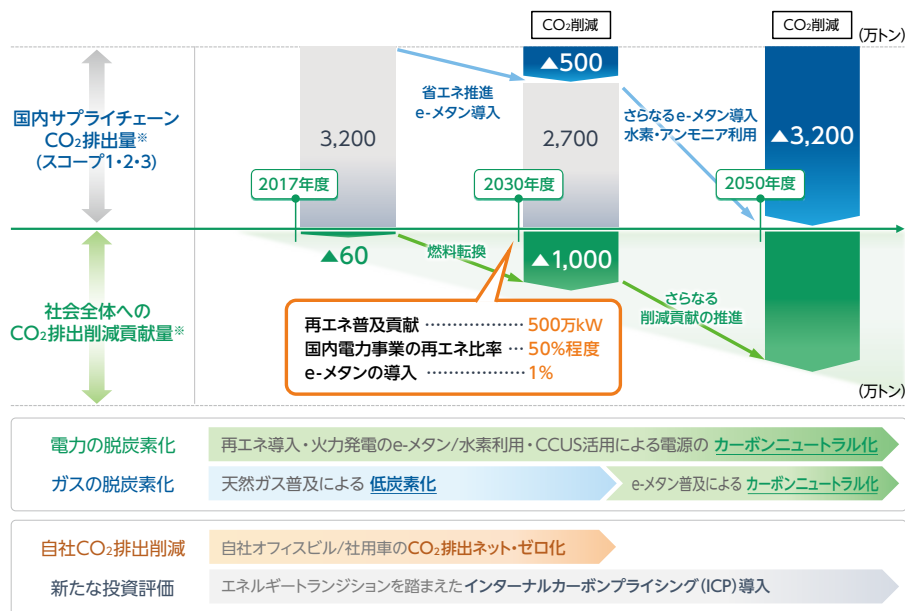 CO₂削減
CO₂削減
(万トン)
国内サプライチェーン
CO₂排出量※
(スコープ1・2・3)
3,200
省エネ推進
e-メタン導入
▲500
2,700
さらなるe-メタン導入
水素・アンモニア利用
▲3,200
2017年度
2030年度
2050年度
社会全体への
CO₂排出削減貢献量※
▲60
燃料転換
▲1,000
さらなる
削減貢献の推進
再エネ普及貢献 ……………… 500万kW
国内電力事業の再エネ比率 … 50%程度
e-メタンの導入 ……………… 1%
(万トン)
電力の脱炭素化
再エネ導入・火力発電のe-メタン/水素利用・CCUS活用による電源の カーボンニュートラル化
ガスの脱炭素化
天然ガス普及による 低炭素化
e-メタン普及による カーボンニュートラル化
自社CO₂排出削減
自社オフィスビル/社用車のCO₂排出ネット・ゼロ化
新たな投資評価
エネルギートランジションを踏まえたインターナルカーボンプライシング(ICP)導入